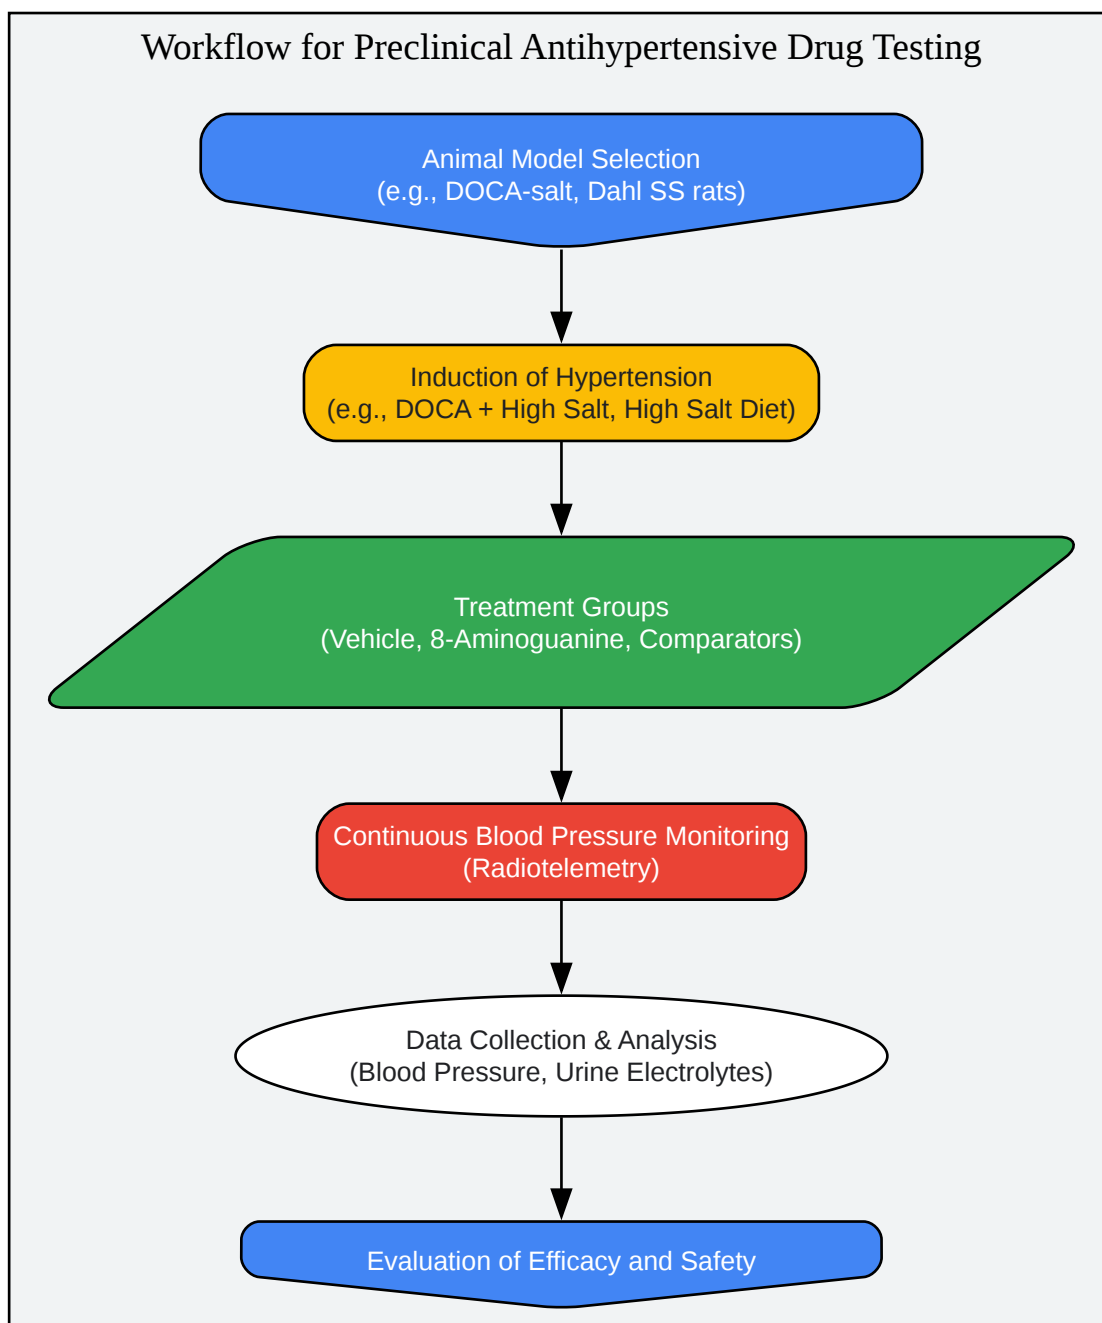 Workflow for Preclinical Antihypertensive Drug Testing
Animal Model Selection
(e.g., DOCA-salt, Dahl SS rats)
Induction of Hypertension
(e.g., DOCA + High Salt, High Salt Diet)
Treatment Groups
(Vehicle, 8-Aminoguanine, Comparators)
Continuous Blood Pressure Monitoring
(Radiotelemetry)
Data Collection & Analysis
(Blood Pressure, Urine Electrolytes)
Evaluation of Efficacy and Safety